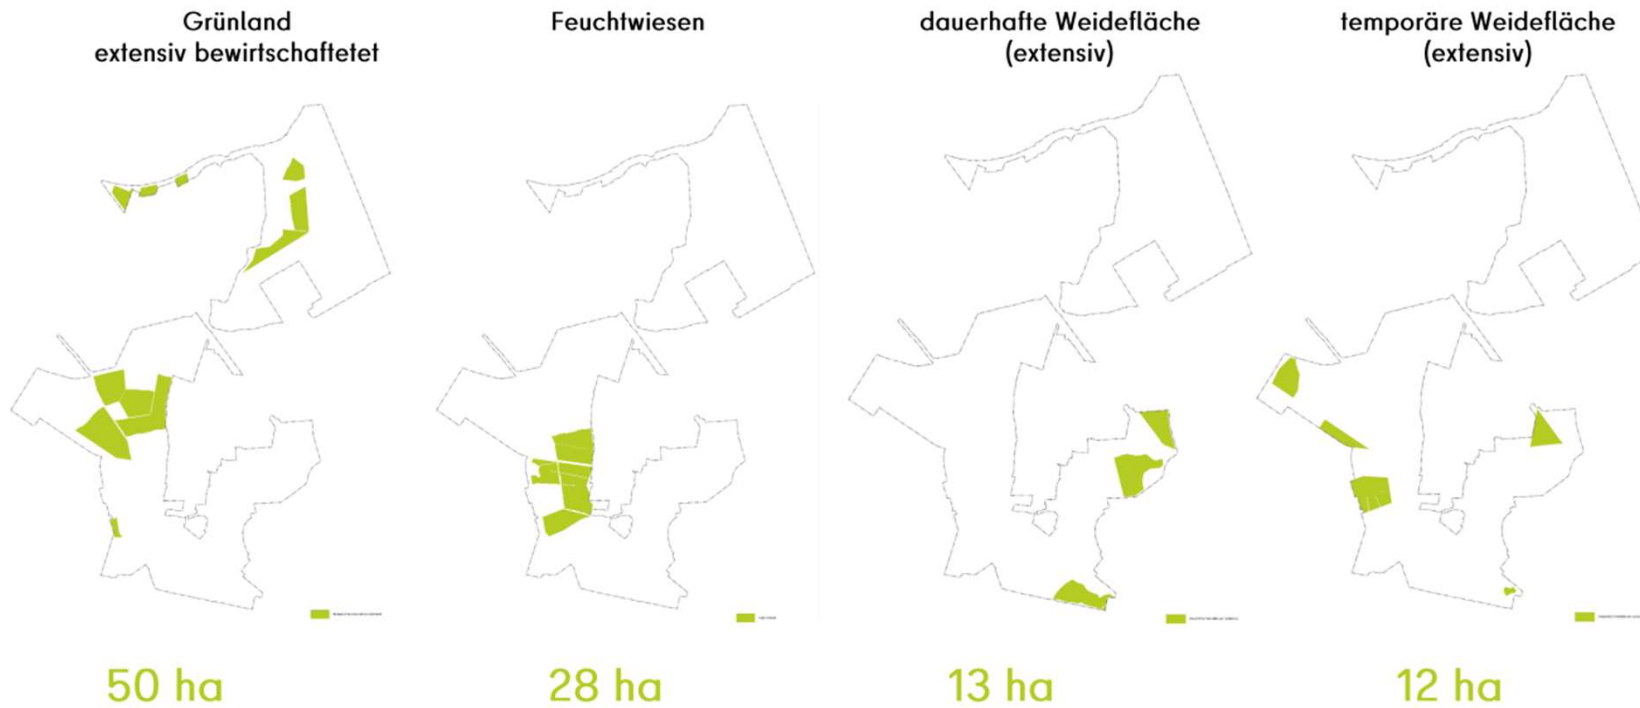 Grünland
extensiv bewirtschaftetet
Feuchtwiesen
dauerhafte Weidefläche
(extensiv)
temporäre Weidefläche
(extensiv)
50 ha
28 ha
13 ha
12 ha